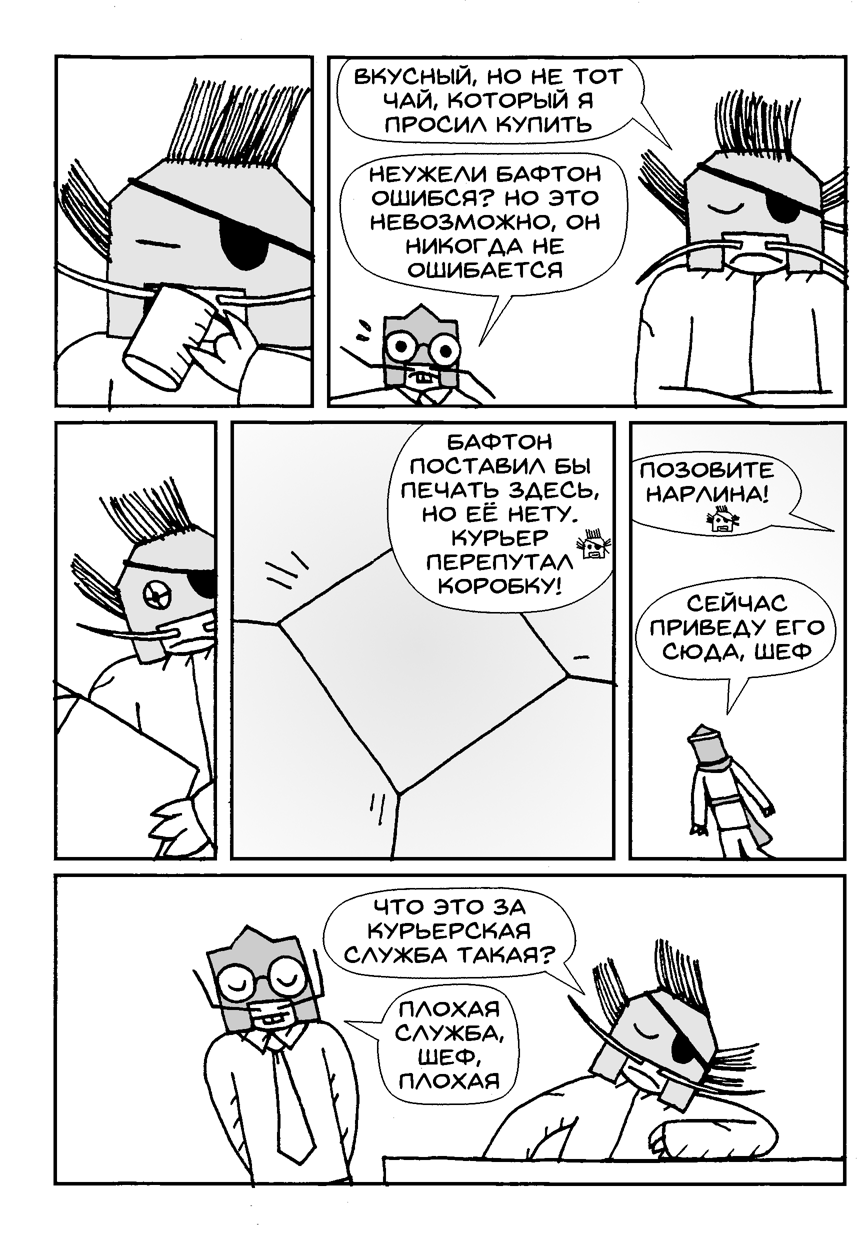 ВКУСНЫЙ, НО НЕ ТОТ
ЧАЙ, КОТОРЫЙ Я
ПРОСИЛ КУПИТЬ
НЕУЖЕЛИ БАФТОН
ОШИБСЯ? НО ЭТО
НЕВОЗМОЖНО, ОН
НИКОГДА НЕ
ОШИБАЕТСЯ
БАФТОН
ПОСТАВИЛ БЫ
ПЕЧАТЬ ЗДЕСЬ,
НО ЕЁ НЕТУ.
КУРЬЕР
ПЕРЕПУТАЛ
КОРОБКУ!
ПОЗОВИТЕ
НАРЛИНА!
СЕЙЧАС
ПРИВЕДУ ЕГО
СЮДА, ШЕФ
ЧТО ЭТО ЗА
КУРЬЕРСКАЯ
СЛУЖБА ТАКАЯ?
ПЛОХАЯ
СЛУЖБА,
ШЕФ,
ПЛОХАЯ